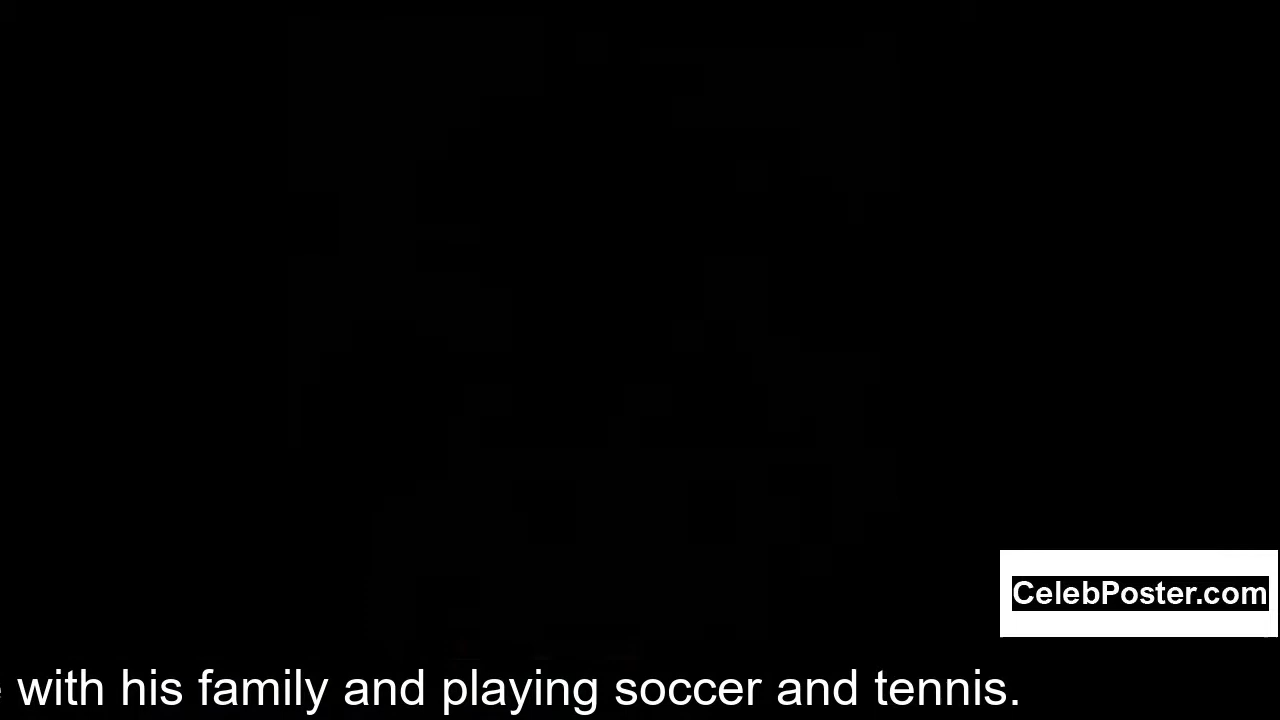 CelebPoster.com
with his family and playing soccer and tennis.